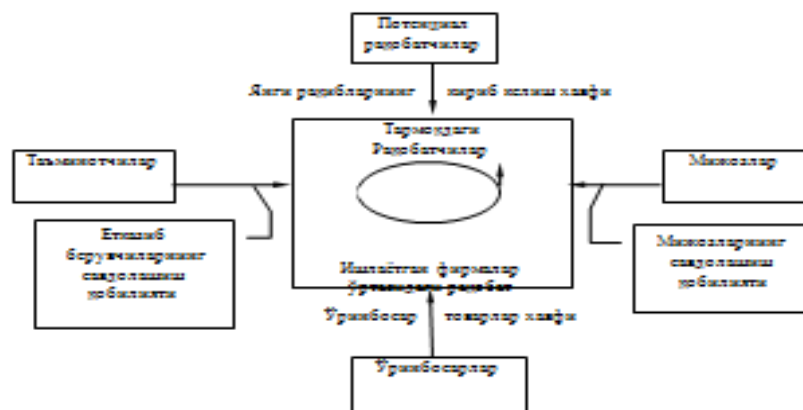 Потенциал
рақобатчилар
Янги рақибларнинг кириб келиш хавфи
Тармоқдаги
Рақобатчилар
Таъминотчилар
Мижозлар
Етказиб
берувчиларнинг
савдолашиш
қобилияти
Мижозларнинг
савдолашиш
қобилияти
Ишлаётган фирмалар
ўртасидаги рақобат
Ўринбосар товарлар хавфи
Ўринбосарлар